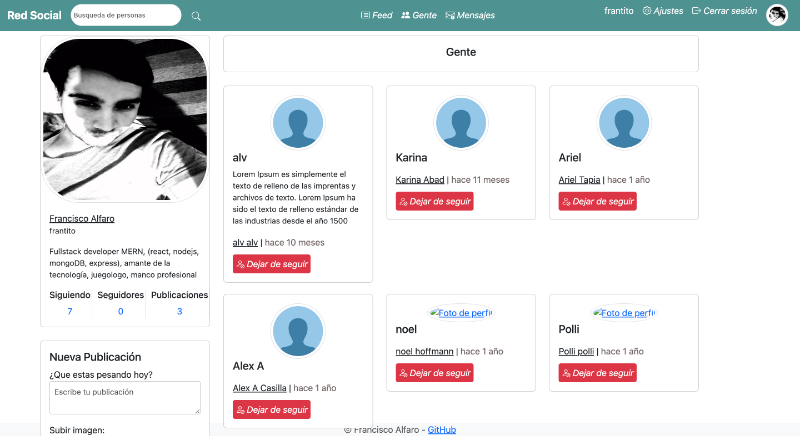 Red Social
Busqueda de personas
Feed
Gente
Mensajes
frantito
Ajustes
Cerrar sesión
Francisco Alfaro
frantito
Fullstack developer MERN, (react, nodejs,
mongoDB, express), amante de la
tecnología, juegologo, manco profesional
Siguiendo Seguidores Publicaciones
7 0 3
Nueva Publicación
¿Que estas pesando hoy?
Escribe tu publicación
Subir imagen:
Gente
alv
Lorem Ipsum es simplemente el
texto de relleno de las imprentas y
archivos de texto. Lorem Ipsum ha
sido el texto de relleno estándar de
las industrias desde el año 1500
alv alv | hace 10 meses
Dejar de seguir
Karina
Karina Abad | hace 11 meses
Dejar de seguir
Ariel
Ariel Tapia | hace 1 año
Dejar de seguir
Alex A
Alex A Casilla | hace 1 año
Dejar de seguir
Foto de perfil
noel
noel hoffmann | hace 1 año
Dejar de seguir
Foto de perfil
Polli
Polli polli | hace 1 año
Dejar de seguir
© Francisco Alfaro - GitHub